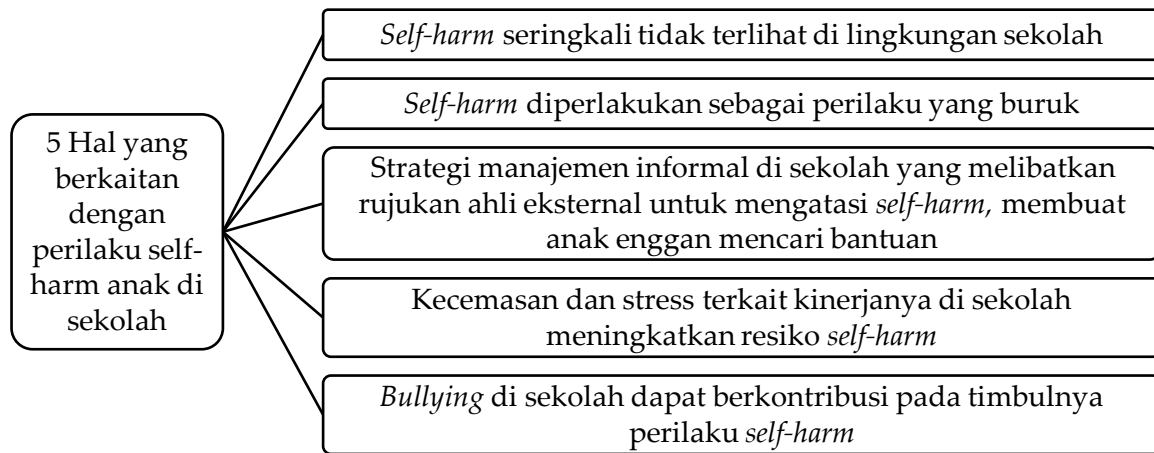 5 Hal yang
berkaitan
dengan
perilaku self-
harm anak di
sekolah
Self-harm seringkali tidak terlihat di lingkungan sekolah
Self-harm diperlakukan sebagai perilaku yang buruk
Strategi manajemen informal di sekolah yang melibatkan
rujukan ahli eksternal untuk mengatasi self-harm, membuat
anak enggan mencari bantuan
Kecemasan dan stress terkait kinerjanya di sekolah
meningkatkan resiko self-harm
Bullying di sekolah dapat berkontribusi pada timbulnya
perilaku self-harm